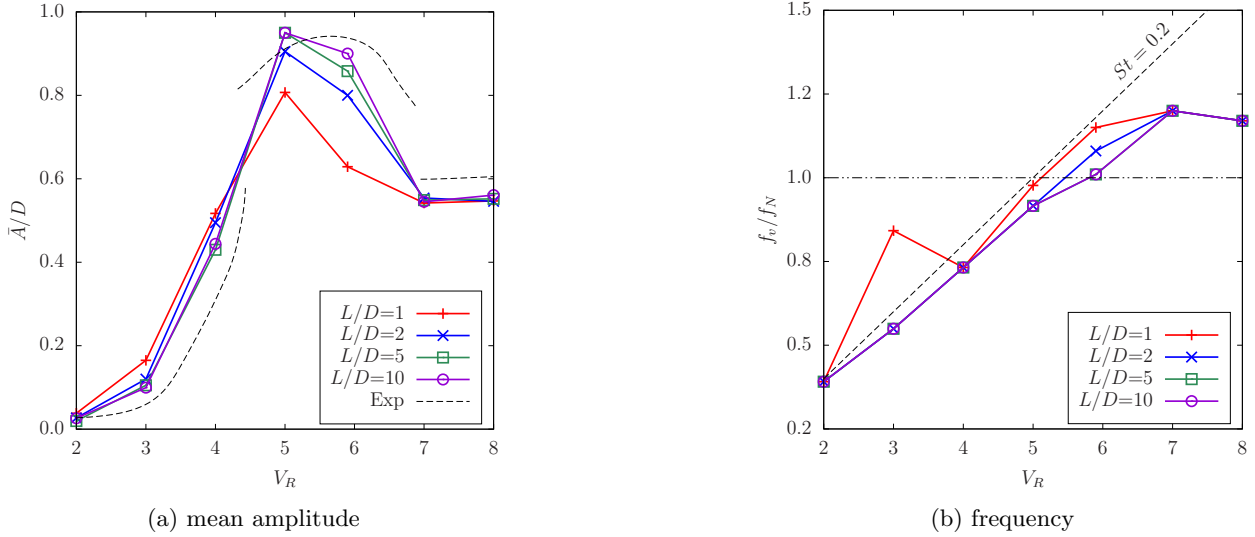 1.0
0.8
0.6
0.4
0.2
0.0
Ā/D
2 3 4 5 6 7 8
V_R
L/D=1
L/D=2
L/D=5
L/D=10
Exp
(a) mean amplitude
1.5
1.2
1.0
0.8
0.5
0.2
f_v/f_N
St = 0.2
2 3 4 5 6 7 8
V_R
L/D=1
L/D=2
L/D=5
L/D=10
(b) frequency